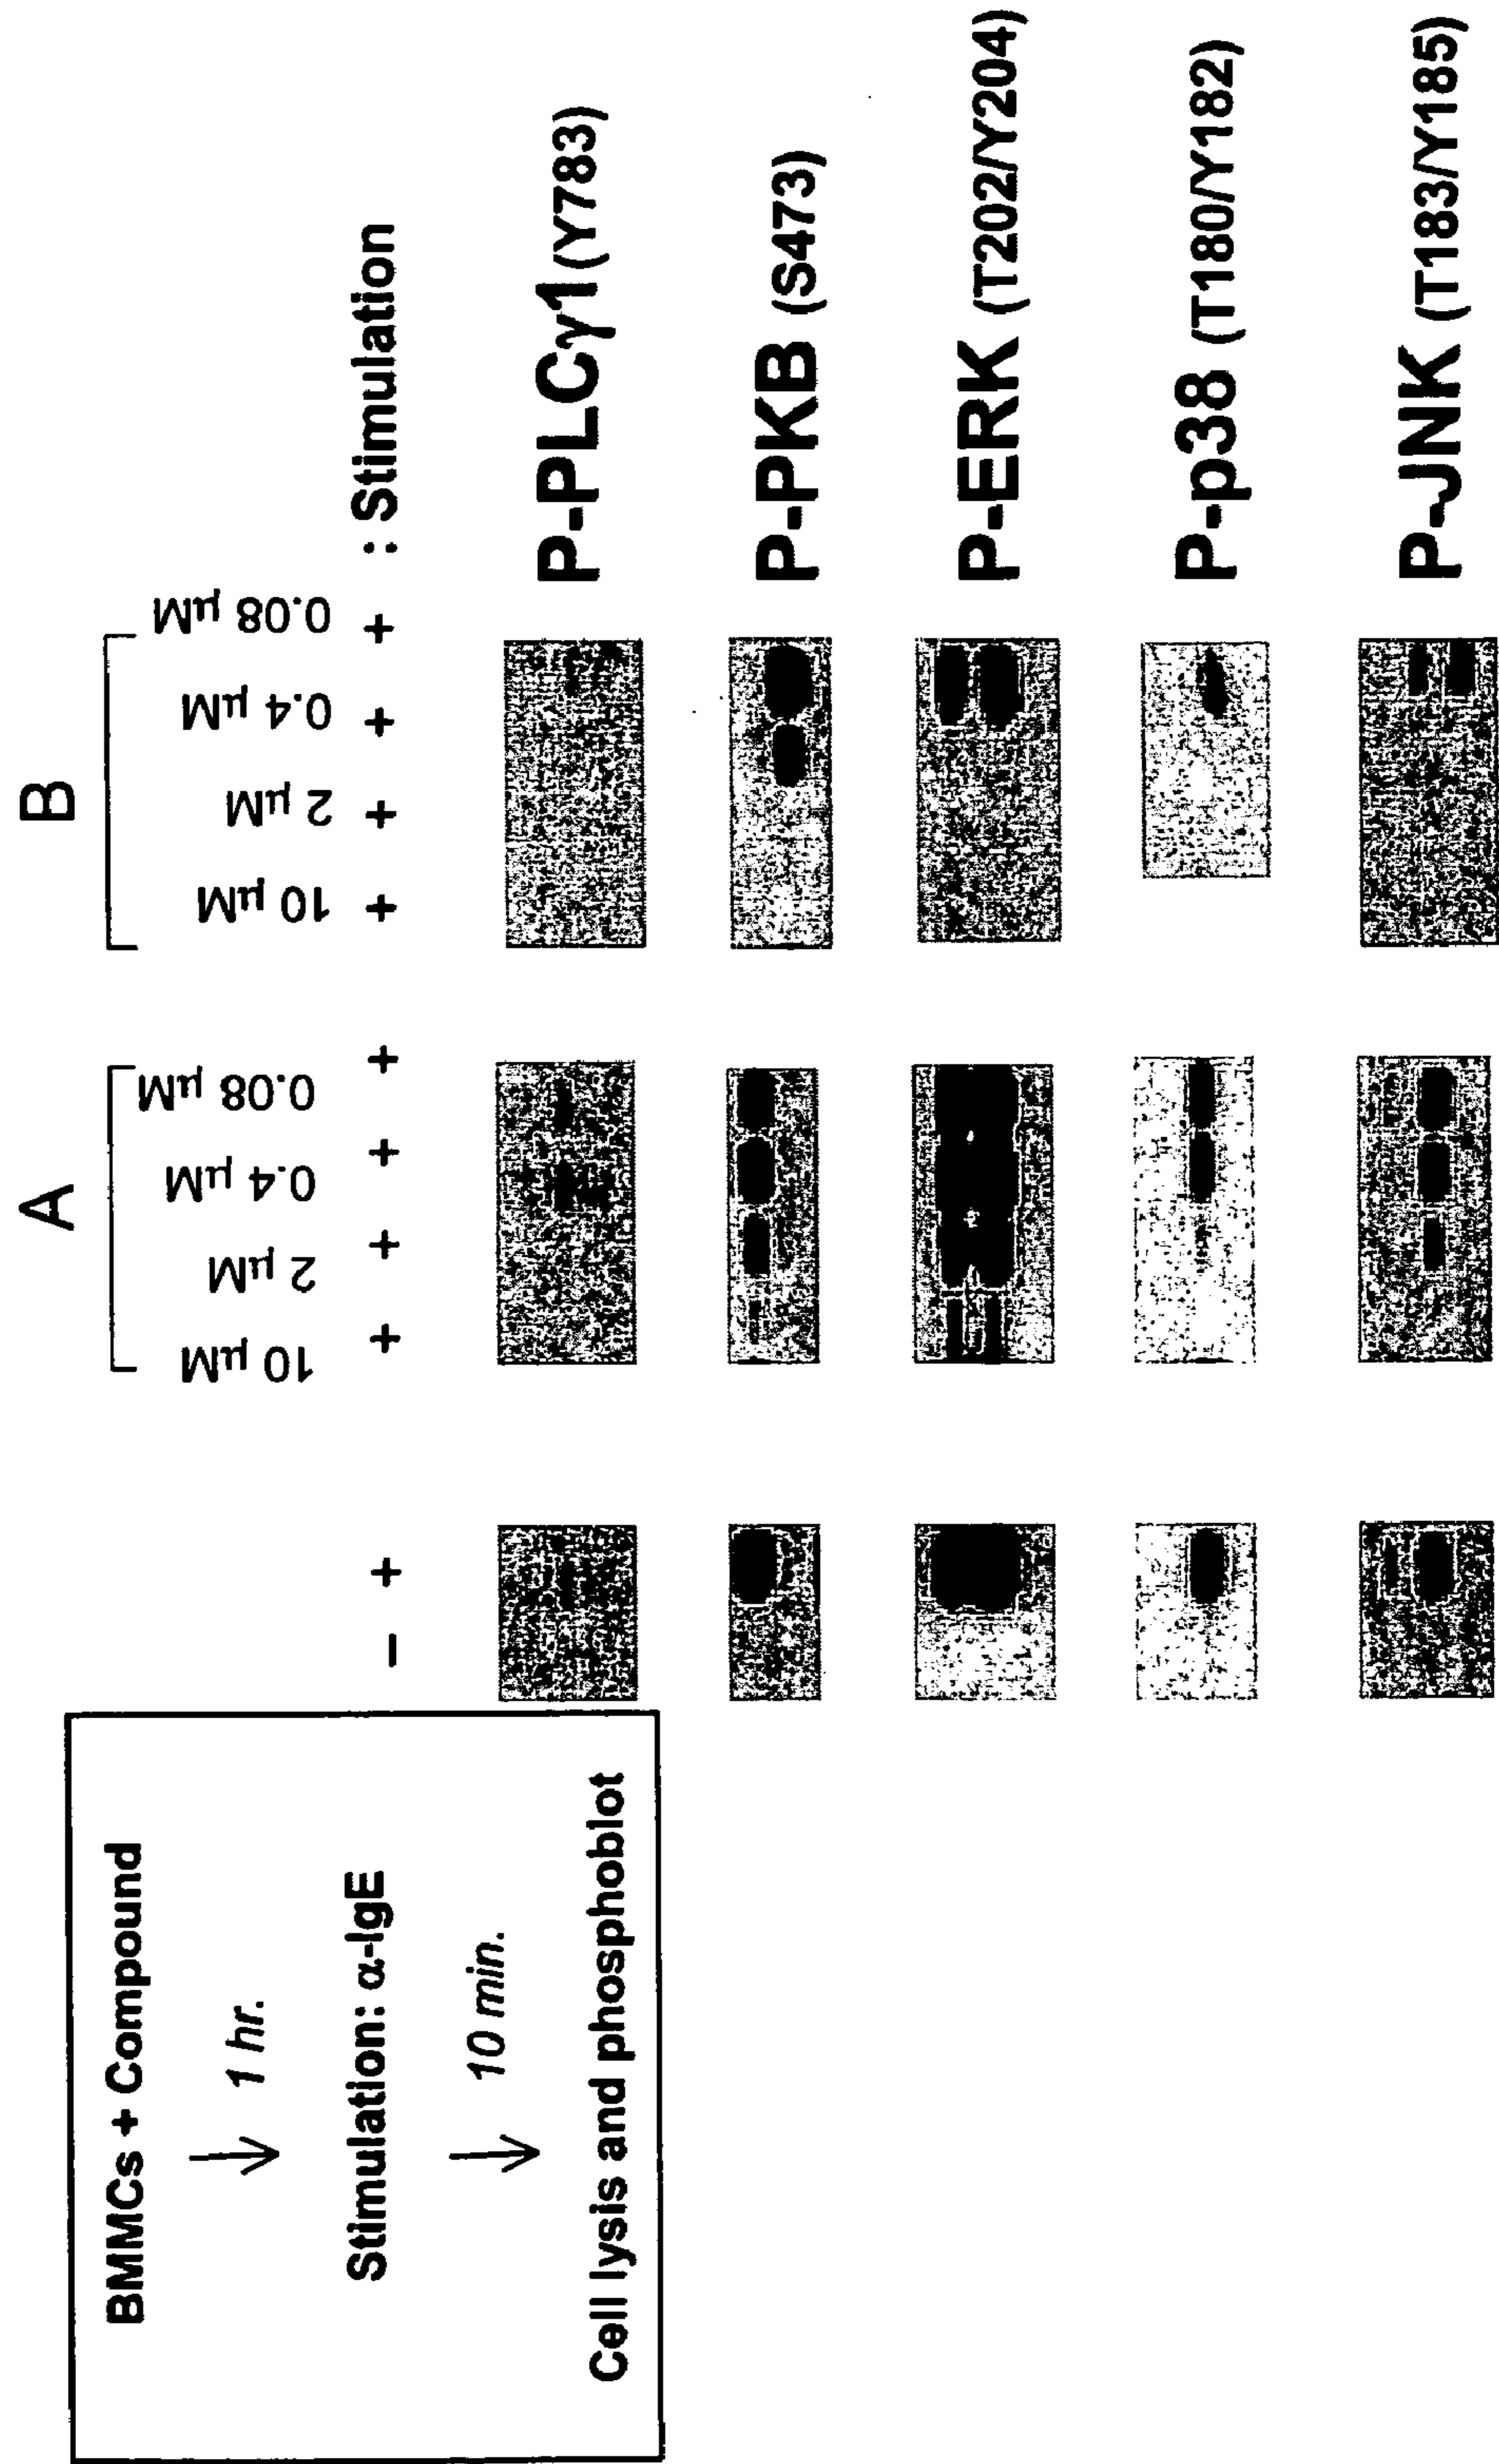 BMMCs + Compound
1 hr.
Stimulation: α-IgE
10 min.
Cell lysis and phosphoblot
A
B
10 μM 2 μM 0.4 μM 0.08 μM
10 μM 2 μM 0.4 μM 0.08 μM
− + + + + + + + + + : Stimulation
P-PLCγ1 (Y783)
P-PKB (S473)
P-ERK (T202/Y204)
P-p38 (T180/Y182)
P-JNK (T183/Y185)